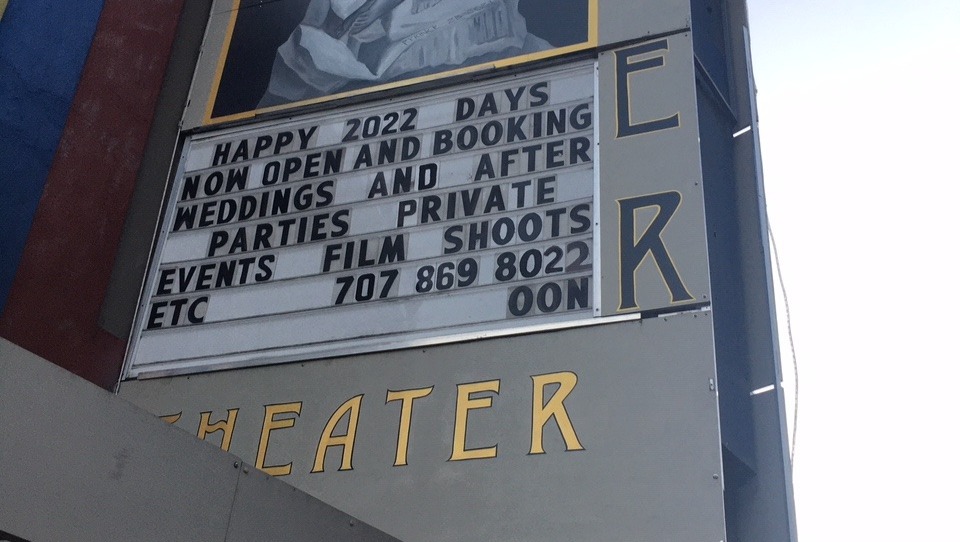 HAPPY 2022 DAYS
NOW OPEN AND BOOKING
WEDDINGS AND AFTER
PARTIES PRIVATE
EVENTS FILM SHOOTS
ETC 707 869 8022
OON
E
R
THEATER